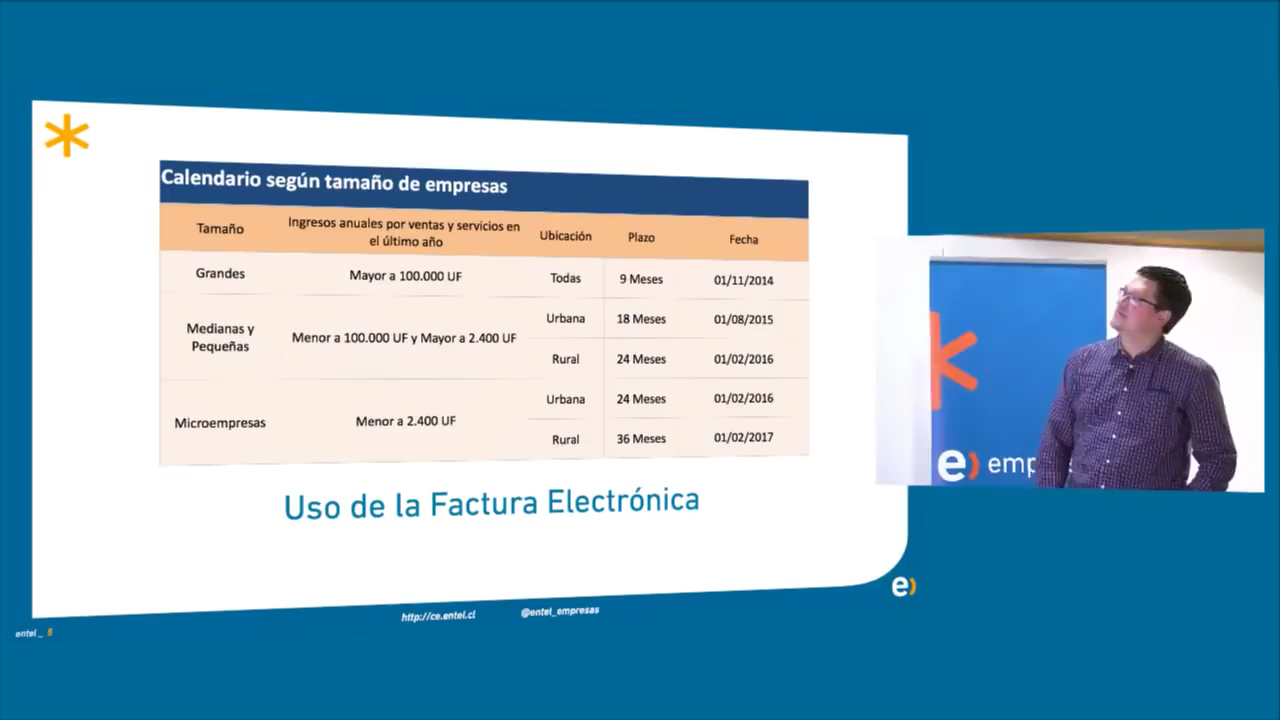 Calendario según tamaño de empresas
Tamaño
Ingresos anuales por ventas y servicios en
el último año
Ubicación
Plazo
Fecha
Grandes
Mayor a 100.000 UF
Todas
9 Meses
01/11/2014
Medianas y
Pequeñas
Menor a 100.000 UF y Mayor a 2.400 UF
Urbana
18 Meses
01/08/2015
Rural
24 Meses
01/02/2016
Microempresas
Menor a 2.400 UF
Urbana
24 Meses
01/02/2016
Rural
36 Meses
01/02/2017
Uso de la Factura Electrónica
e) emp
e)
http://ce.entel.cl
@entel_empresas
entel_ 8